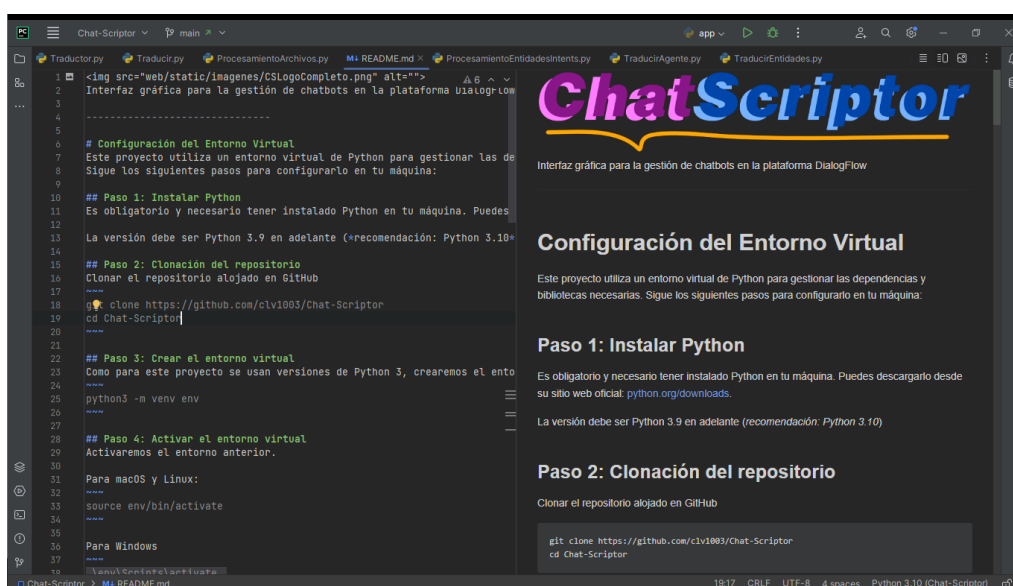 PC
Chat-Scriptor
main
app
Traductor.py
Traducir.py
ProcesamientoArchivos.py
M↓ README.md
ProcesamientoEntidadesIntents.py
TraducirAgente.py
TraducirEntidades.py
1 <img src="web/static/imagenes/CSLogoCompleto.png" alt="">
6
2 Interfaz gráfica para la gestión de chatbots en la plataforma DialogFlow
3
4 ----------------------------
5
6 # Configuración del Entorno Virtual
7 Este proyecto utiliza un entorno virtual de Python para gestionar las de
8 Sigue los siguientes pasos para configurarlo en tu máquina:
9
10 ## Paso 1: Instalar Python
11 Es obligatorio y necesario tener instalado Python en tu máquina. Puedes
12
13 La versión debe ser Python 3.9 en adelante (*recomendación: Python 3.10*
14
15 ## Paso 2: Clonación del repositorio
16 Clonar el repositorio alojado en GitHub
17 ~~~
18 git clone https://github.com/clv1003/Chat-Scriptor
19 cd Chat-Scriptor
20 ~~~
21
22 ## Paso 3: Crear el entorno virtual
23 Como para este proyecto se usan versiones de Python 3, crearemos el ento
24 ~~~
25 python3 -m venv env
26 ~~~
27
28 ## Paso 4: Activar el entorno virtual
29 Activaremos el entorno anterior.
30
31 Para macOS y Linux:
32 ~~~
33 source env/bin/activate
34 ~~~
35
36 Para Windows
37 ~~~
38 .\env\Scripts\activate
ChatScriptor
Interfaz gráfica para la gestión de chatbots en la plataforma DialogFlow
Configuración del Entorno Virtual
Este proyecto utiliza un entorno virtual de Python para gestionar las dependencias y
bibliotecas necesarias. Sigue los siguientes pasos para configurarlo en tu máquina:
Paso 1: Instalar Python
Es obligatorio y necesario tener instalado Python en tu máquina. Puedes descargarlo desde
su sitio web oficial: python.org/downloads.
La versión debe ser Python 3.9 en adelante (recomendación: Python 3.10)
Paso 2: Clonación del repositorio
Clonar el repositorio alojado en GitHub
git clone https://github.com/clv1003/Chat-Scriptor
cd Chat-Scriptor
Chat-Scriptor > M↓ README.md
19:17 CRLF UTF-8 4 spaces Python 3.10 (Chat-Scriptor)